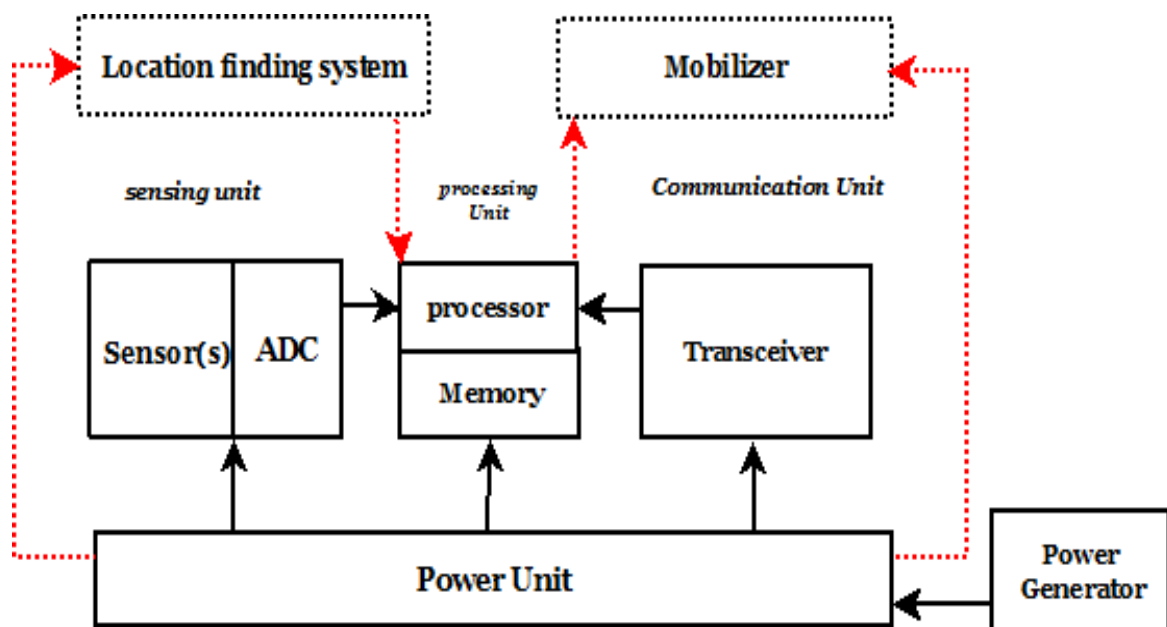 Location finding system
Mobilizer
sensing unit
processing
Unit
Communication Unit
Sensor(s)
ADC
processor
Memory
Transceiver
Power Unit
Power
Generator